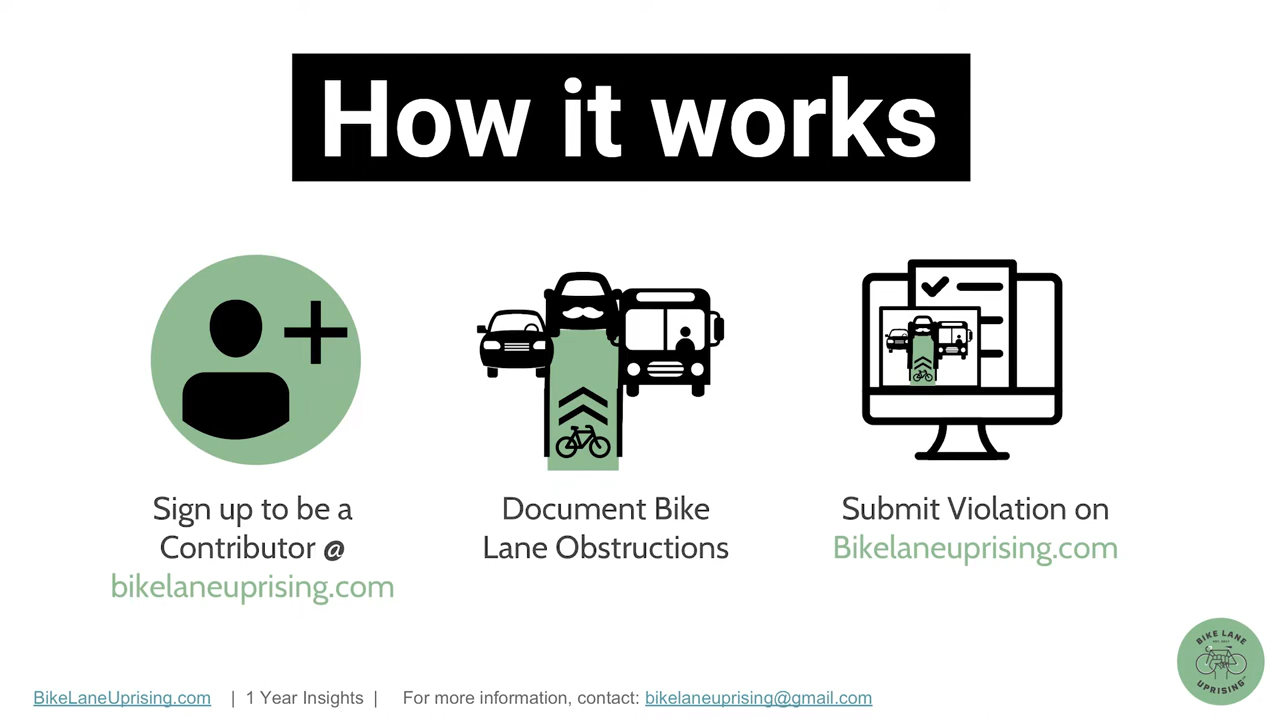 How it works
Sign up to be a
Contributor @
bikelaneuprising.com
Document Bike
Lane Obstructions
Submit Violation on
Bikelaneuprising.com
BIKE LANE
UPRISING
BikeLaneUprising.com | 1 Year Insights | For more information, contact: bikelaneuprising@gmail.com